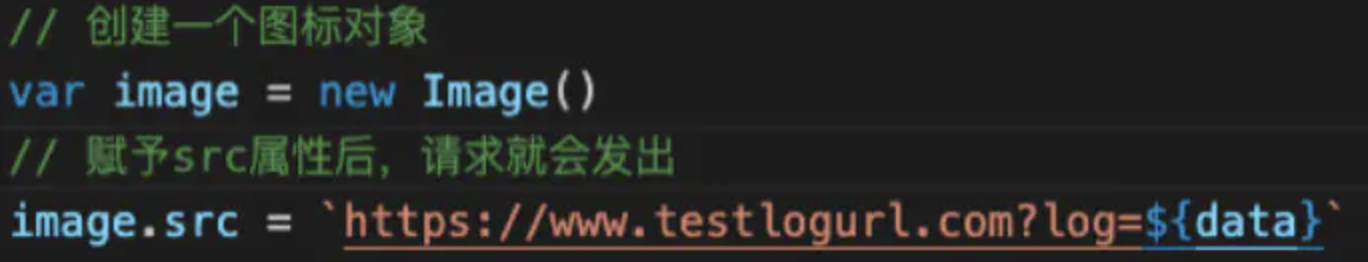 // 创建一个图标对象
var image = new Image()
// 赋予src属性后，请求就会发出
image.src = `https://www.testlogurl.com?log=${data}`